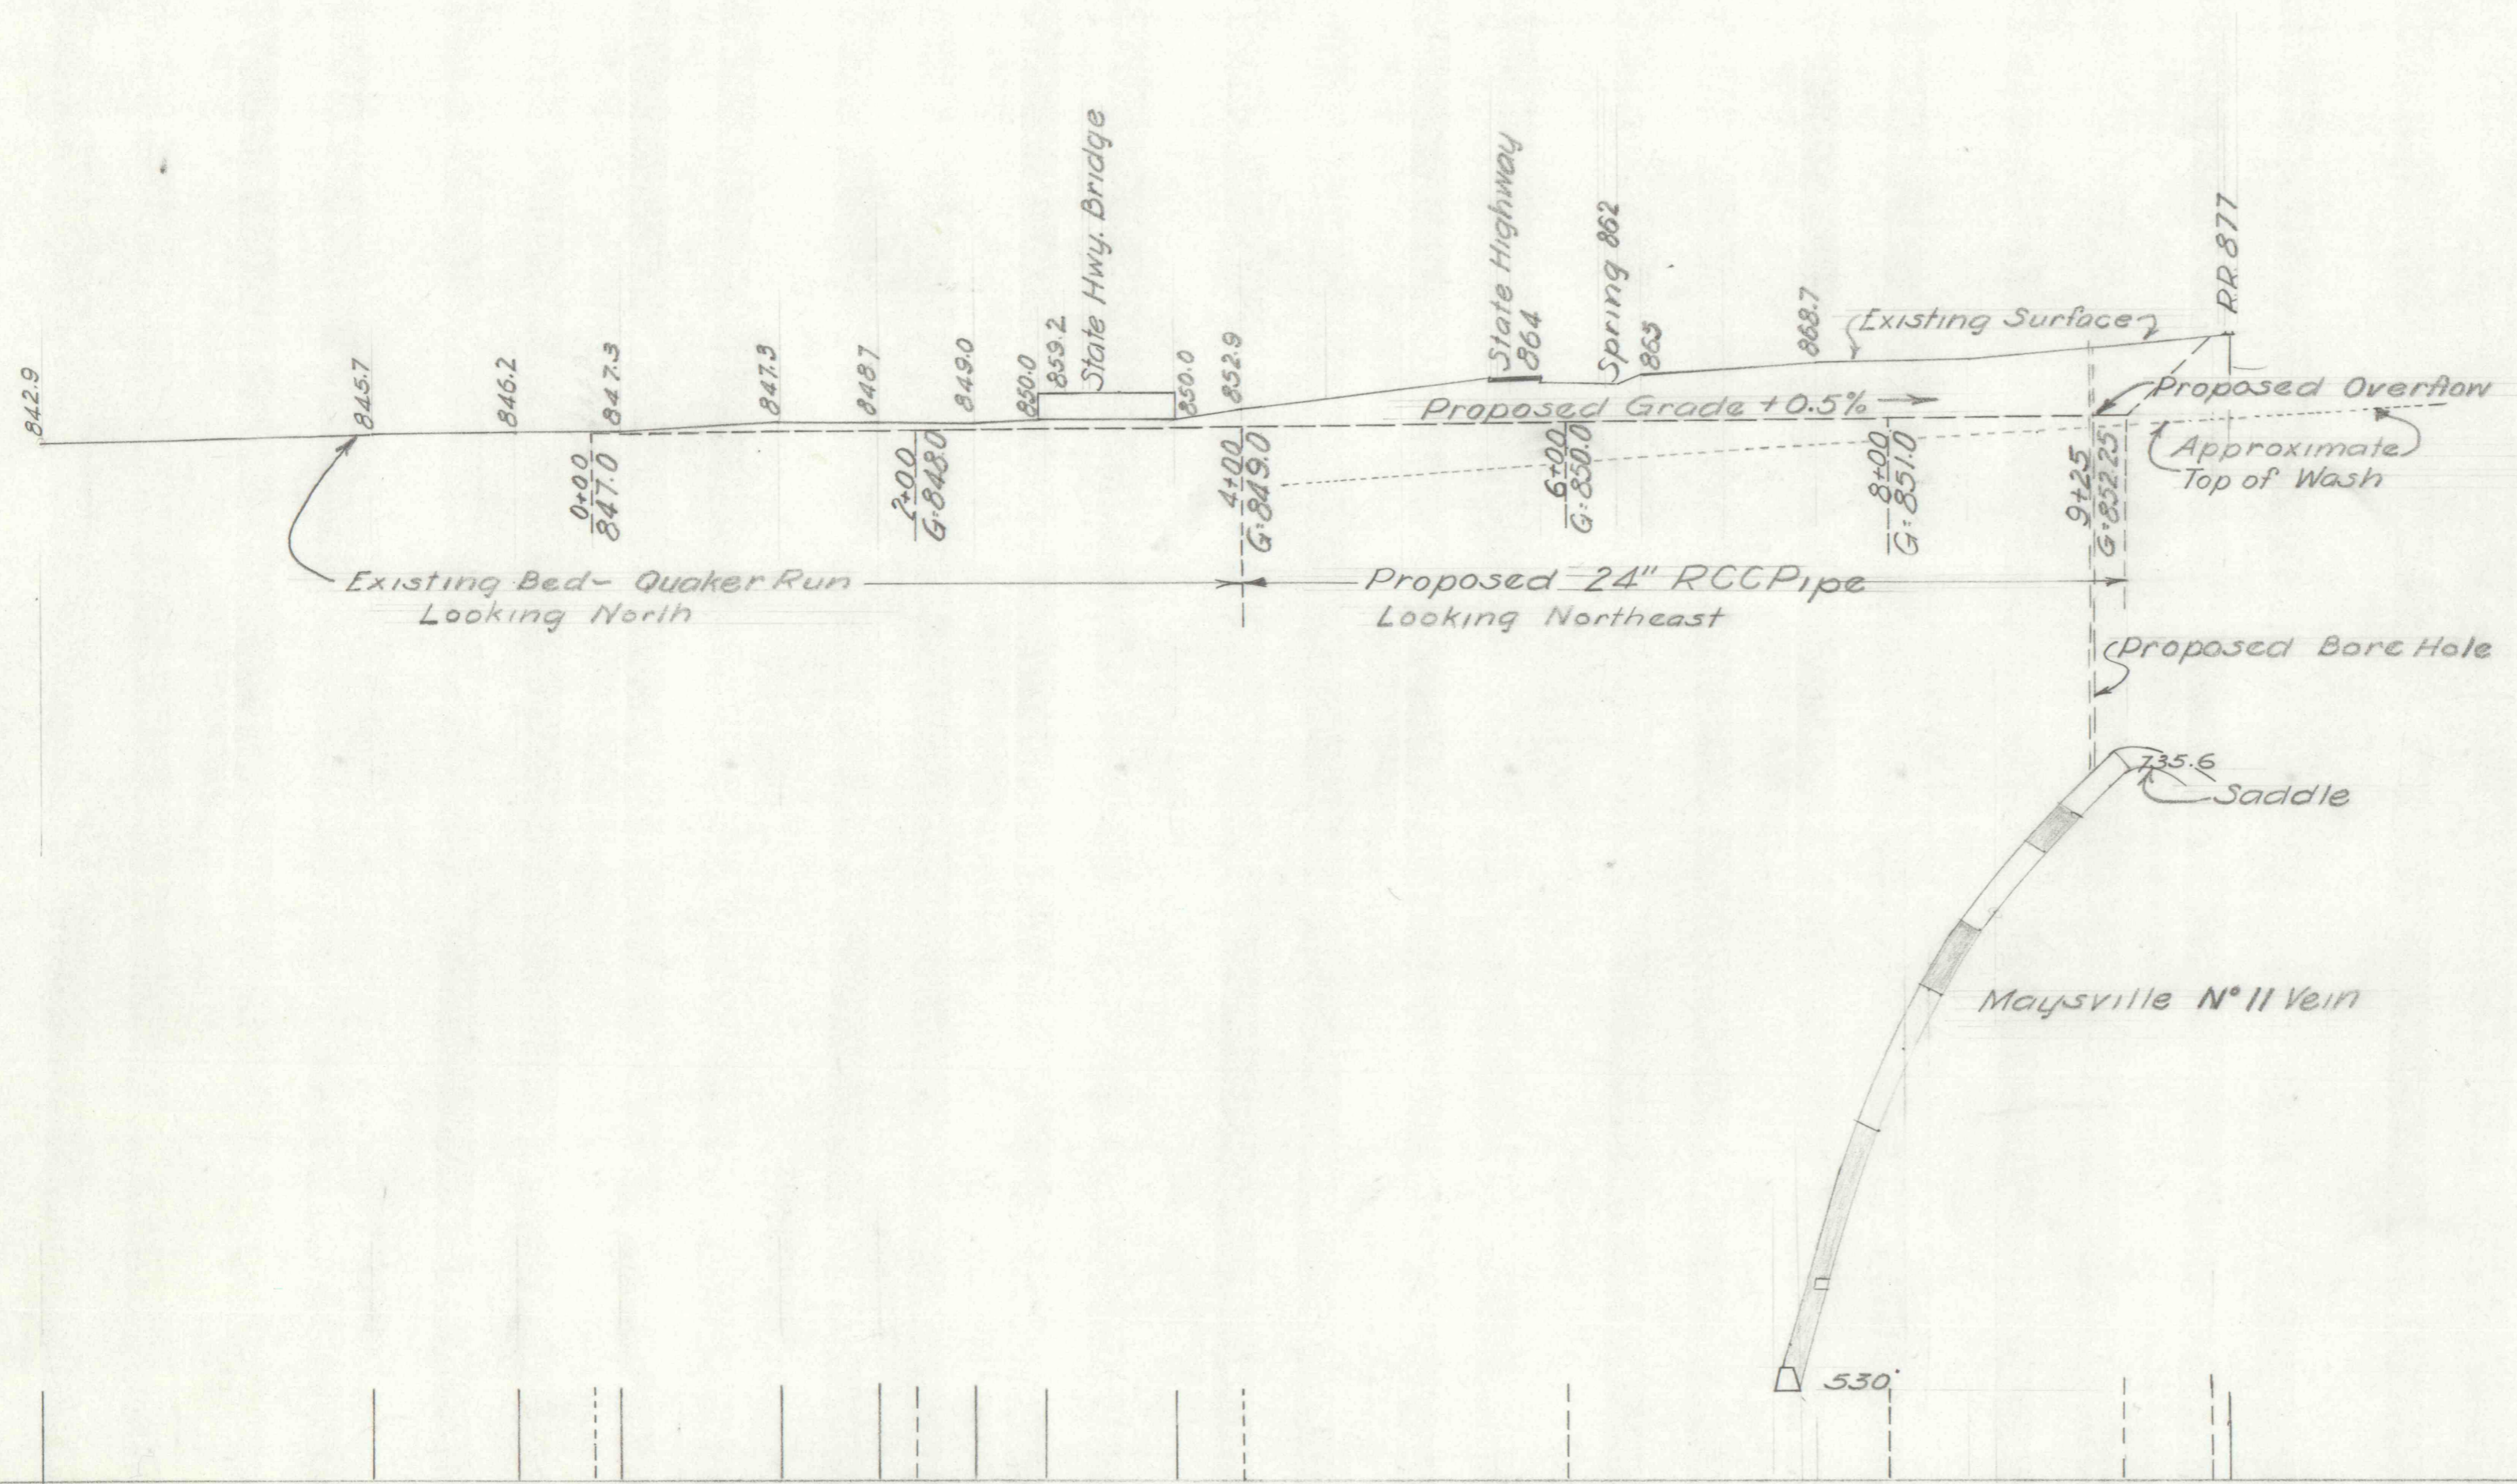 842.9
845.7
846.2
847.3
847.3
848.7
849.0
850.0
859.2
State Hwy. Bridge
850.0
852.9
State Highway
864
Spring 862
865
868.7
Existing Surface
R.R. 877
Proposed Grade +0.5%
Proposed Overflow
Approximate
Top of Wash
0+00
847.0
2+00
G=848.0
4+00
G=849.0
6+00
G=850.0
8+00
G=851.0
9+25
G=852.25
Existing Bed- Quaker Run
Looking North
Proposed 24" RCCPipe
Looking Northeast
Proposed Bore Hole
735.6
Saddle
Maysville No 11 Vein
530'